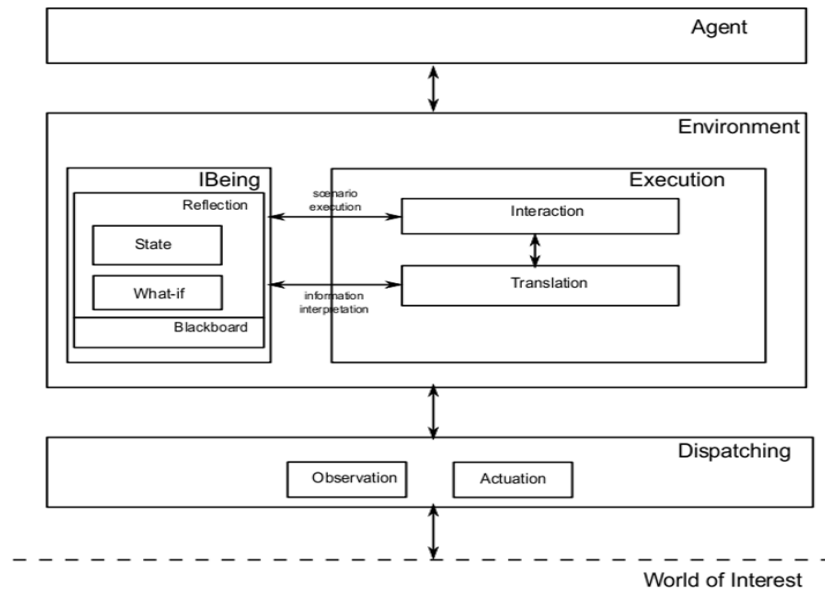 Agent
Environment
IBeing
Execution
Reflection
scenario
execution
Interaction
State
What-if
information
interpretation
Translation
Blackboard
Dispatching
Observation
Actuation
World of Interest